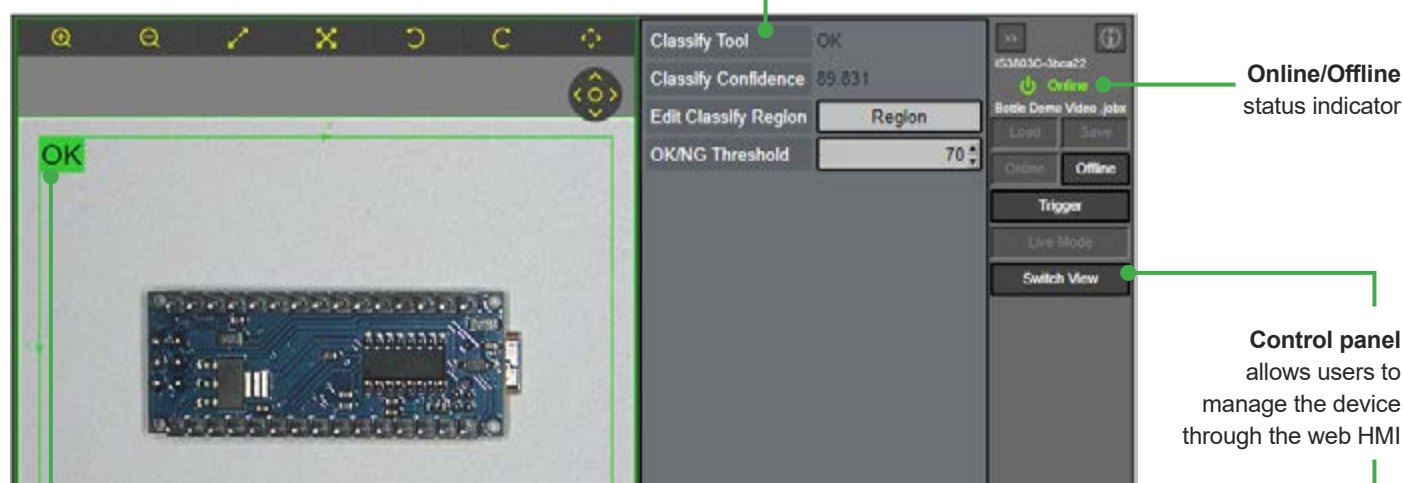 Classify Tool OK
Classify Confidence 89.831
Edit Classify Region Region
OK/NG Threshold 70
OK
>>
IS3803C-3bca22
Online
Bottle Demo Video .jobx
Load Save
Online Offline
Trigger
Live Mode
Switch View
Online/Offline
status indicator
Control panel
allows users to
manage the device
through the web HMI